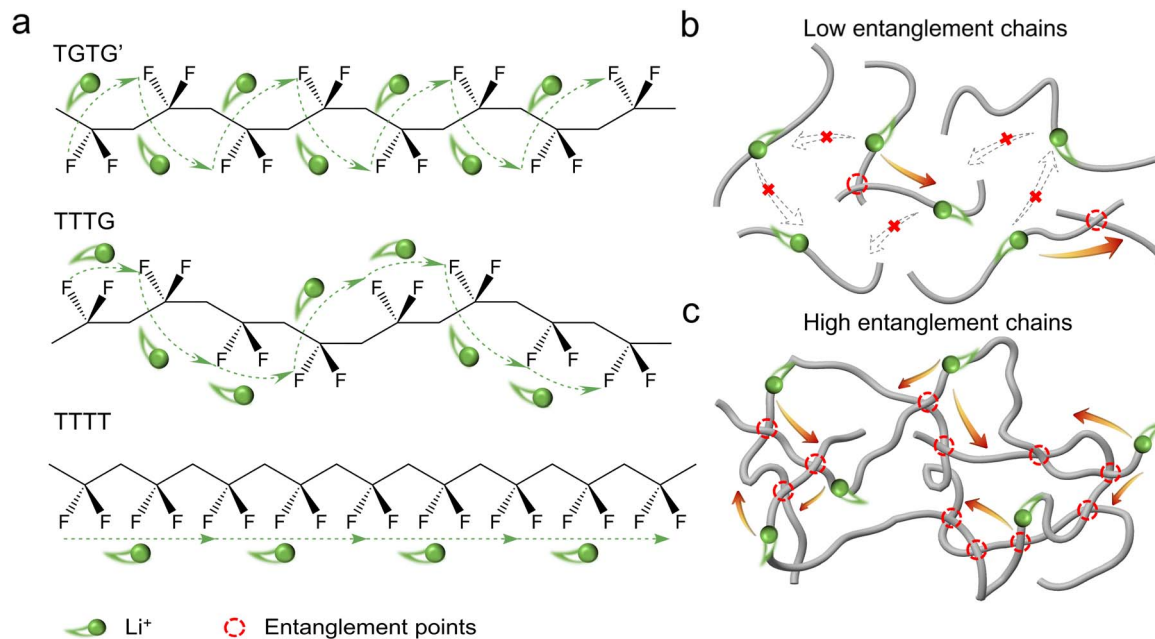 a
TGTG'
F F F F F F F F
F F F F F F F F
TTTG
F F F F
F F F F
F F F F
F F F F
TTTT
F F F F F F F F F F F F F F F F
Li⁺
Entanglement points
b
Low entanglement chains
c
High entanglement chains